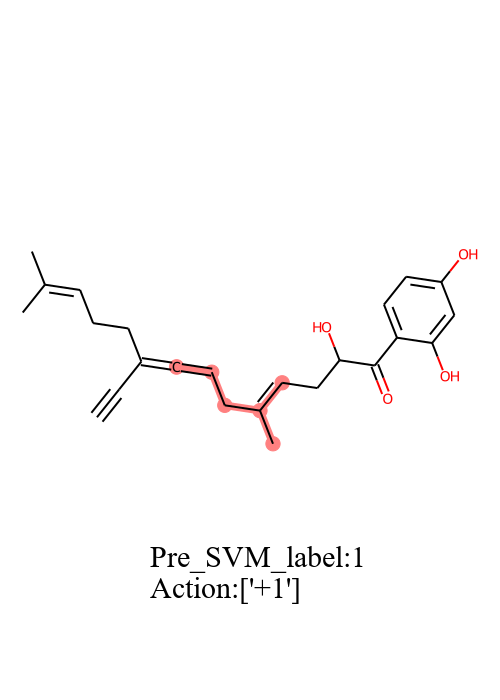 OH
HO
C
OH
O
Pre_SVM_label:1
Action:['+1']